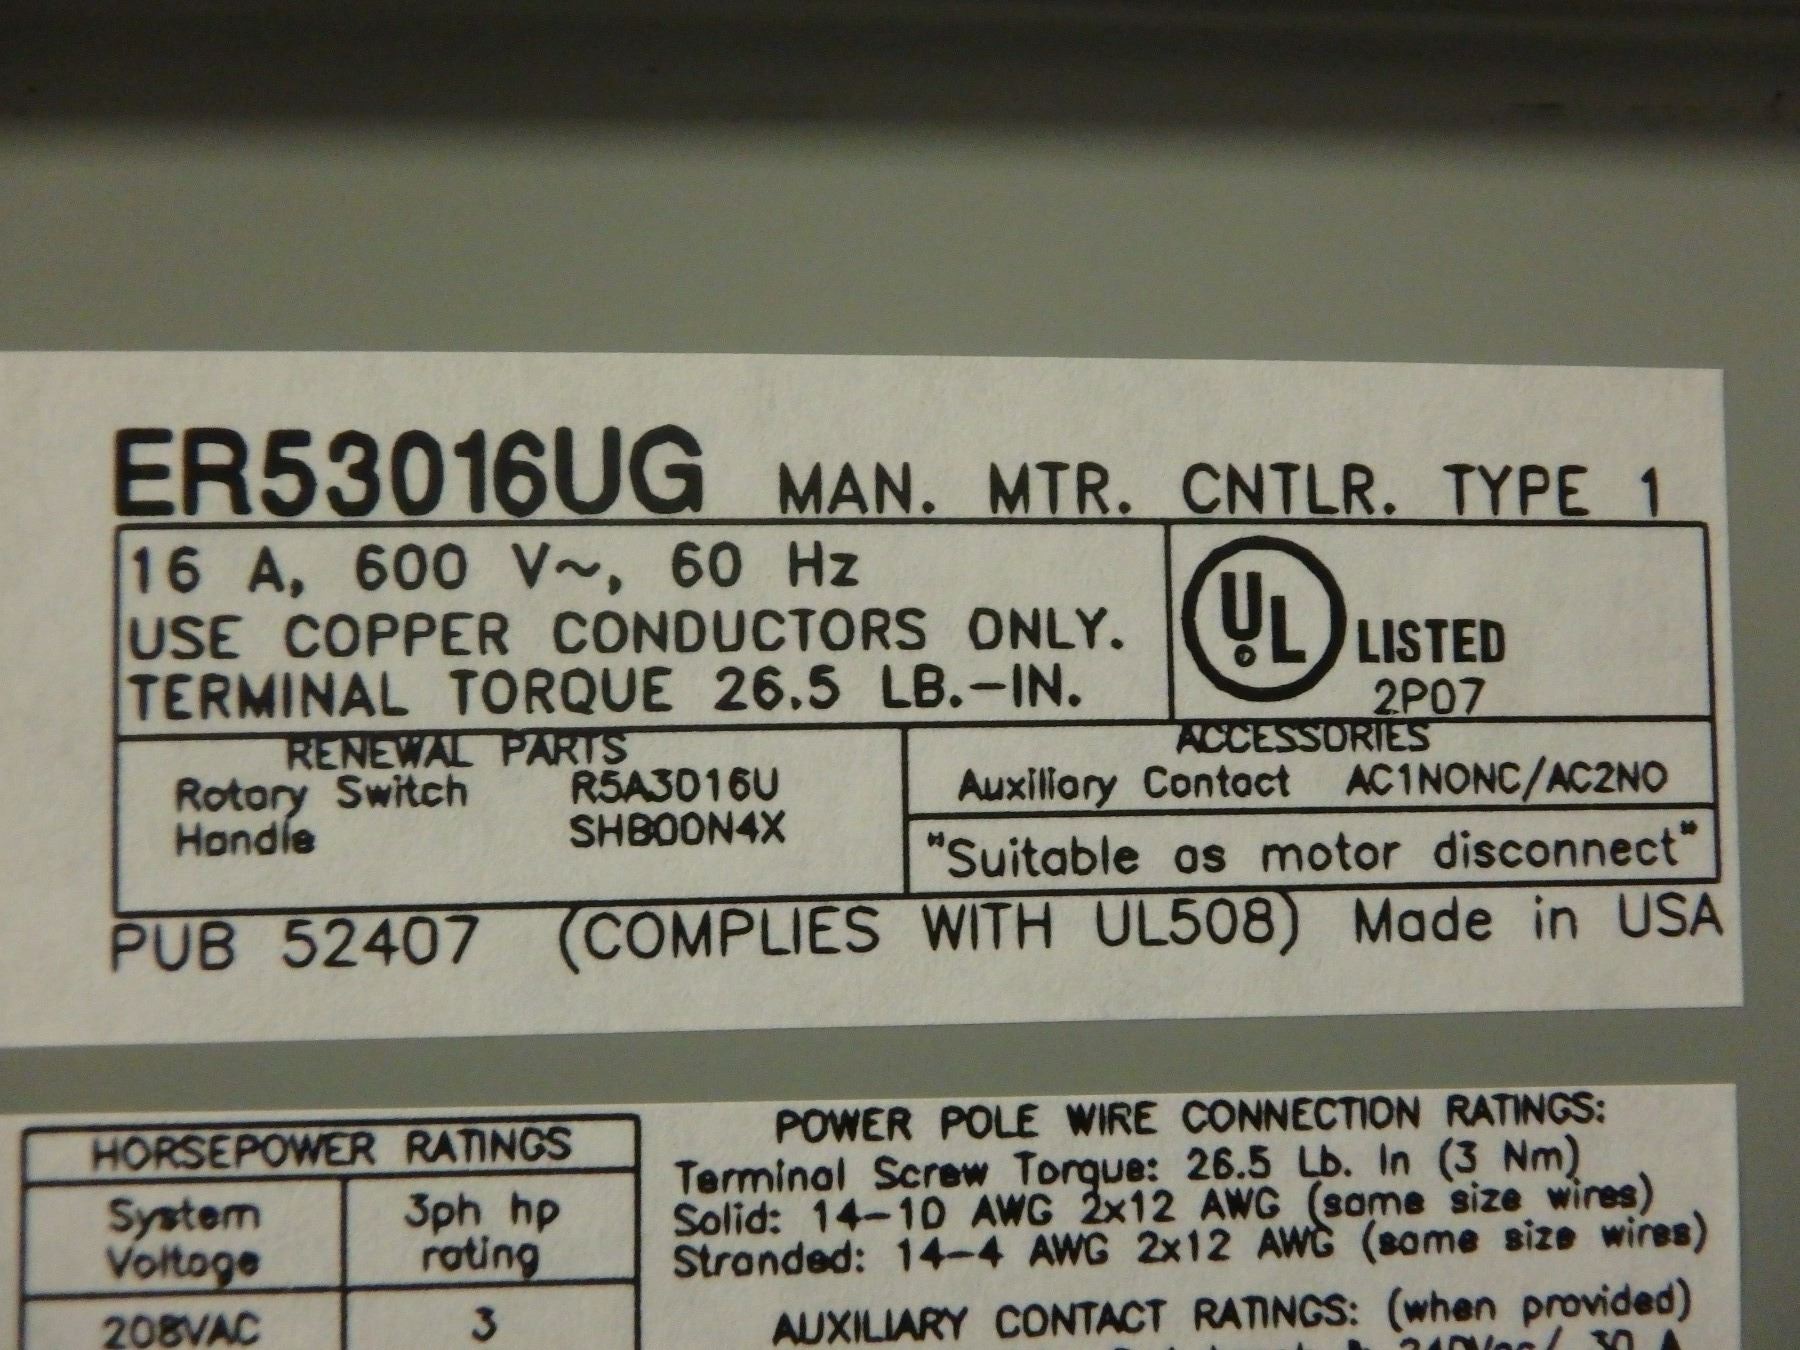 ER53016UG MAN. MTR. CNTLR. TYPE 1
16 A, 600 V~, 60 Hz
USE COPPER CONDUCTORS ONLY.
TERMINAL TORQUE 26.5 LB.-IN.
UL LISTED
2P07
RENEWAL PARTS
Rotary Switch R5A3016U
Handle SHB00N4X
ACCESSORIES
Auxiliary Contact AC1NONC/AC2NO
"Suitable as motor disconnect"
PUB 52407 (COMPLIES WITH UL508) Made in USA
HORSEPOWER RATINGS
System Voltage 3ph hp rating
208VAC 3
POWER POLE WIRE CONNECTION RATINGS:
Terminal Screw Torque: 26.5 Lb. In (3 Nm)
Solid: 14-10 AWG 2x12 AWG (same size wires)
Stranded: 14-4 AWG 2x12 AWG (same size wires)
AUXILIARY CONTACT RATINGS: (when provided)